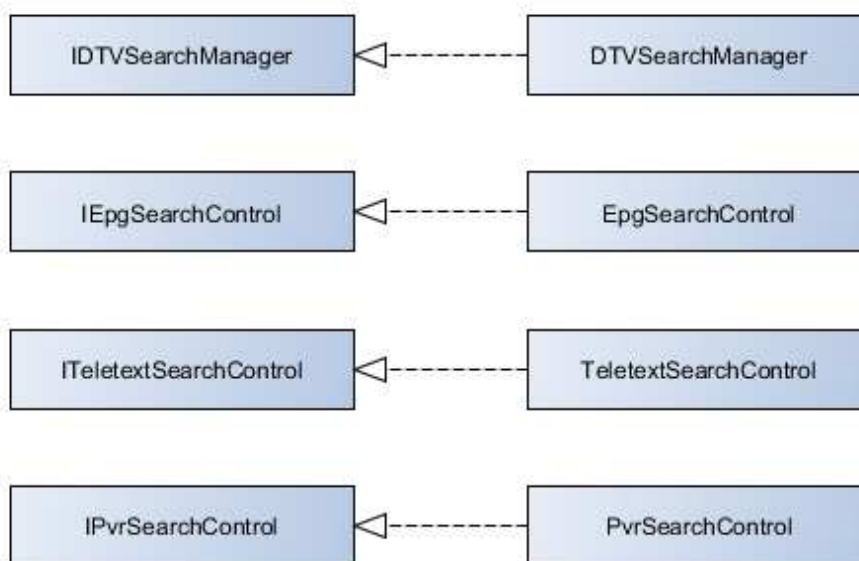 IDTVSearchManager
DTVSearchManager
IEpgSearchControl
EpgSearchControl
ITeletextSearchControl
TeletextSearchControl
IPvrSearchControl
PvrSearchControl